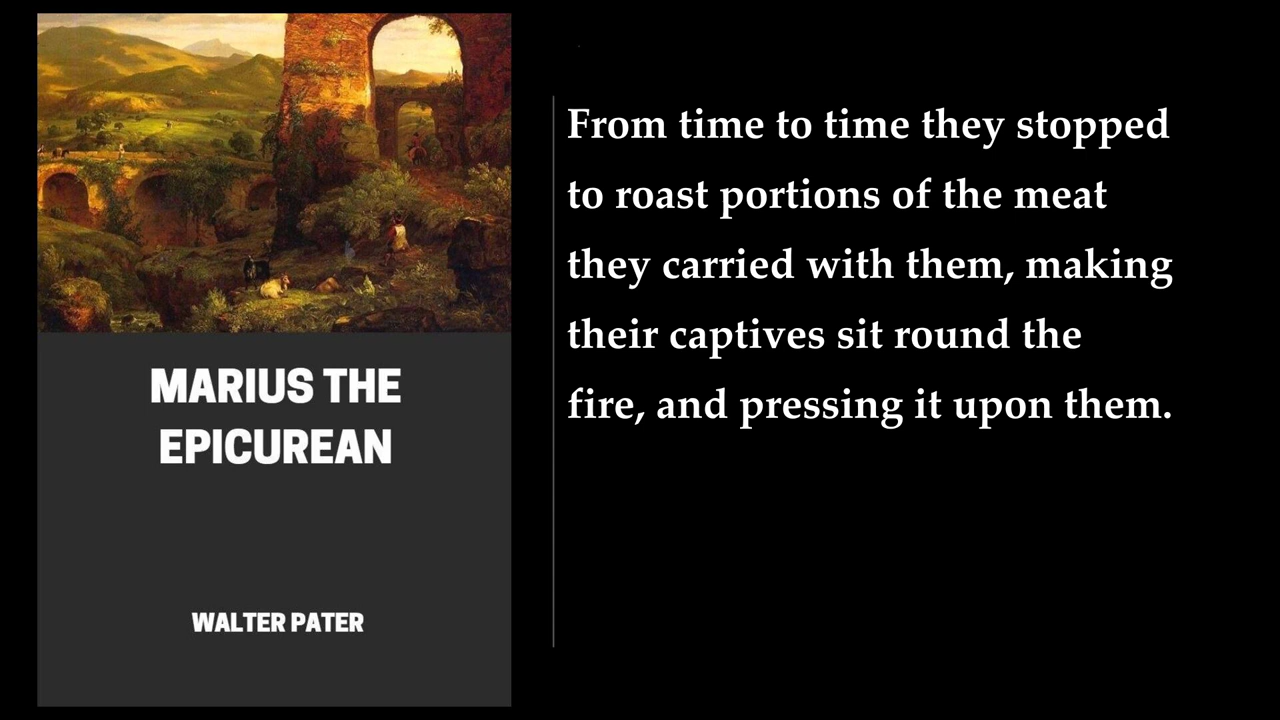 MARIUS THE
EPICUREAN
WALTER PATER
From time to time they stopped
to roast portions of the meat
they carried with them, making
their captives sit round the
fire, and pressing it upon them.